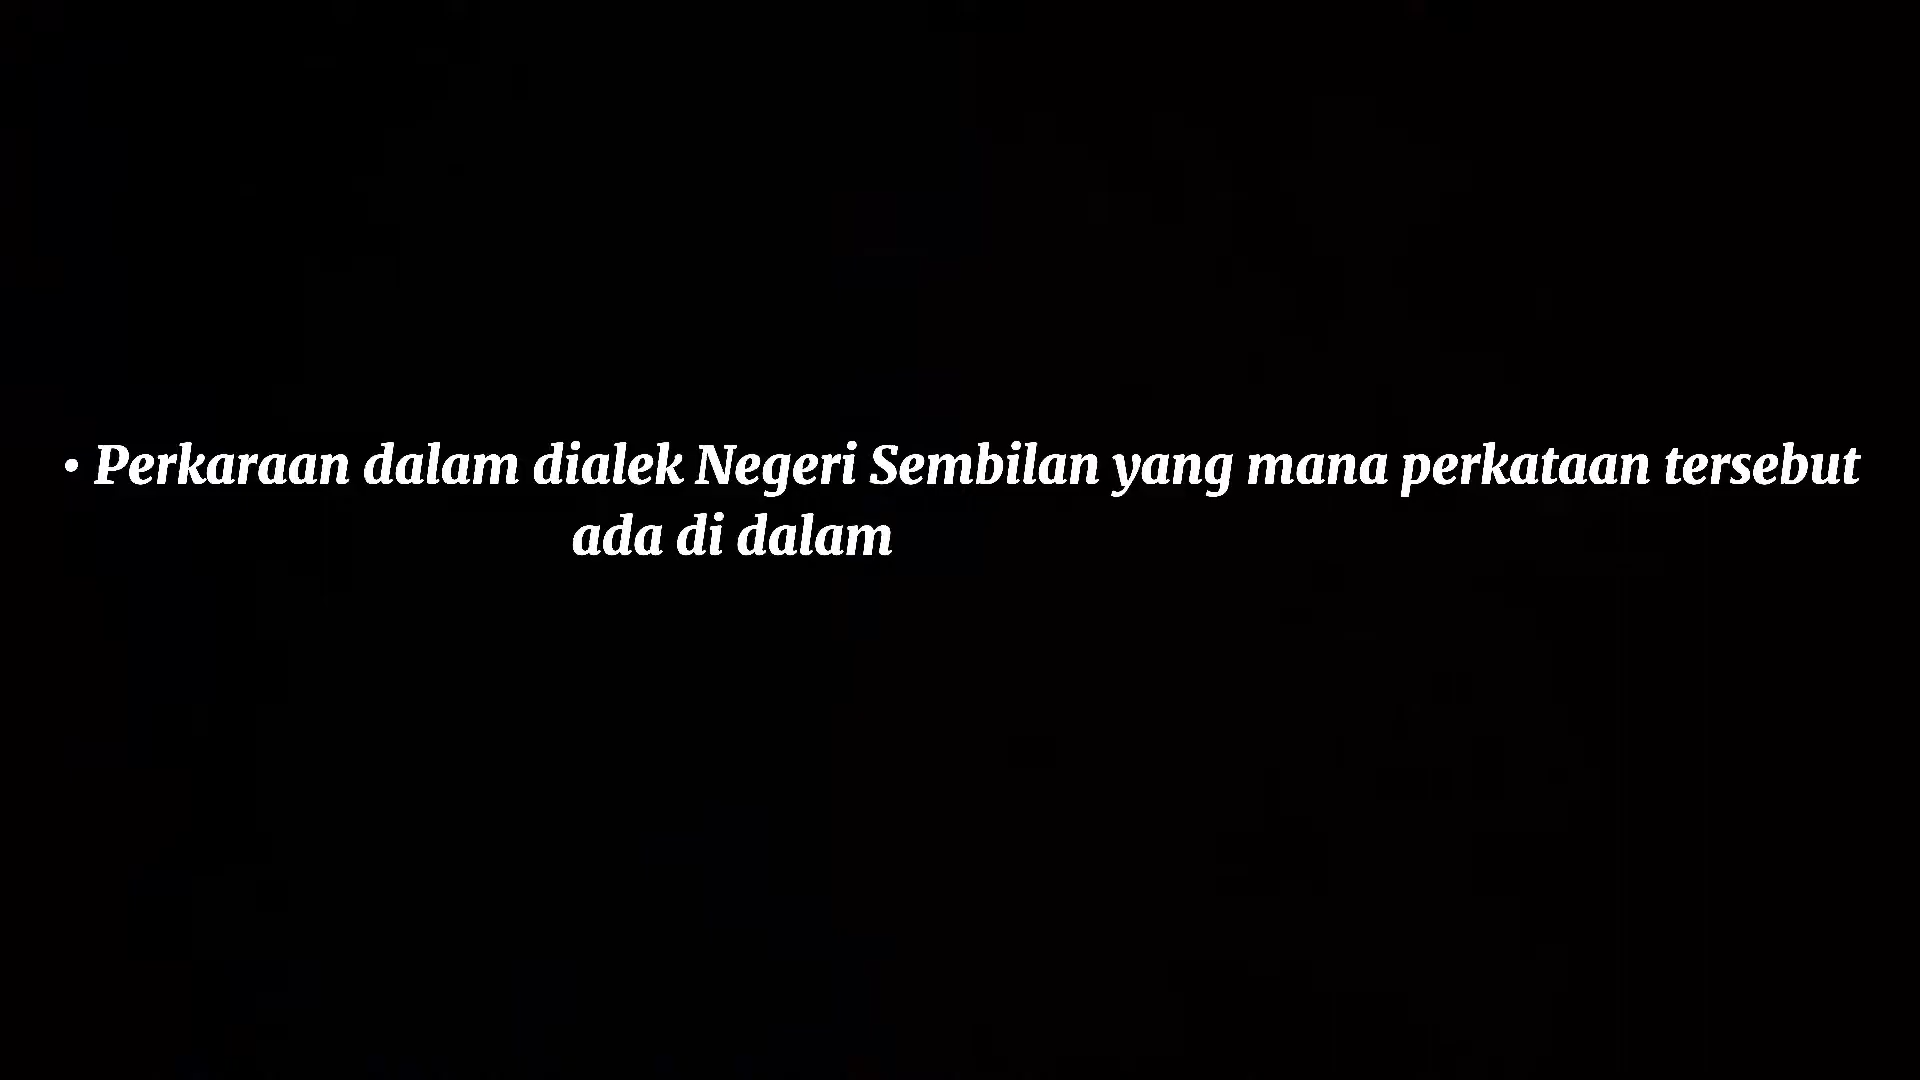 • Perkaraan dalam dialek Negeri Sembilan yang mana perkataan tersebut
ada di dalam